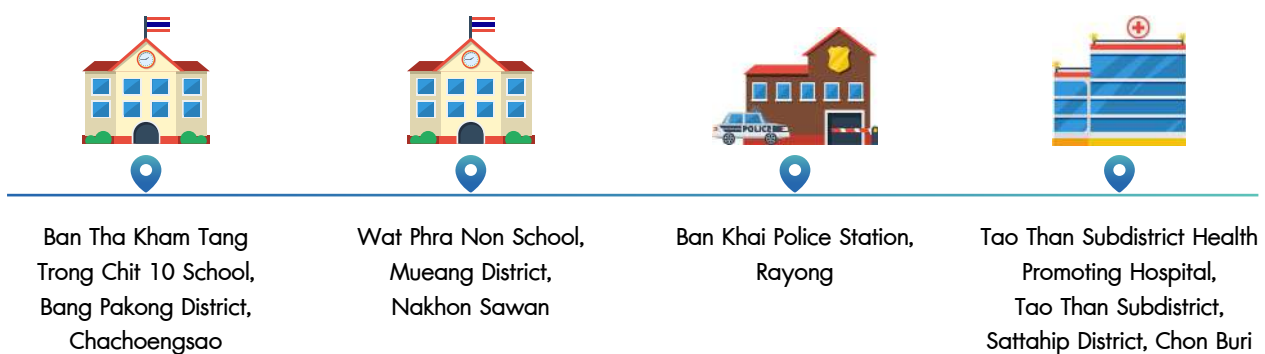 POLICE
Ban Tha Kham Tang
Trong Chit 10 School,
Bang Pakong District,
Chachoengsao
Wat Phra Non School,
Mueang District,
Nakhon Sawan
Ban Khai Police Station,
Rayong
Tao Than Subdistrict Health
Promoting Hospital,
Tao Than Subdistrict,
Sattahip District, Chon Buri